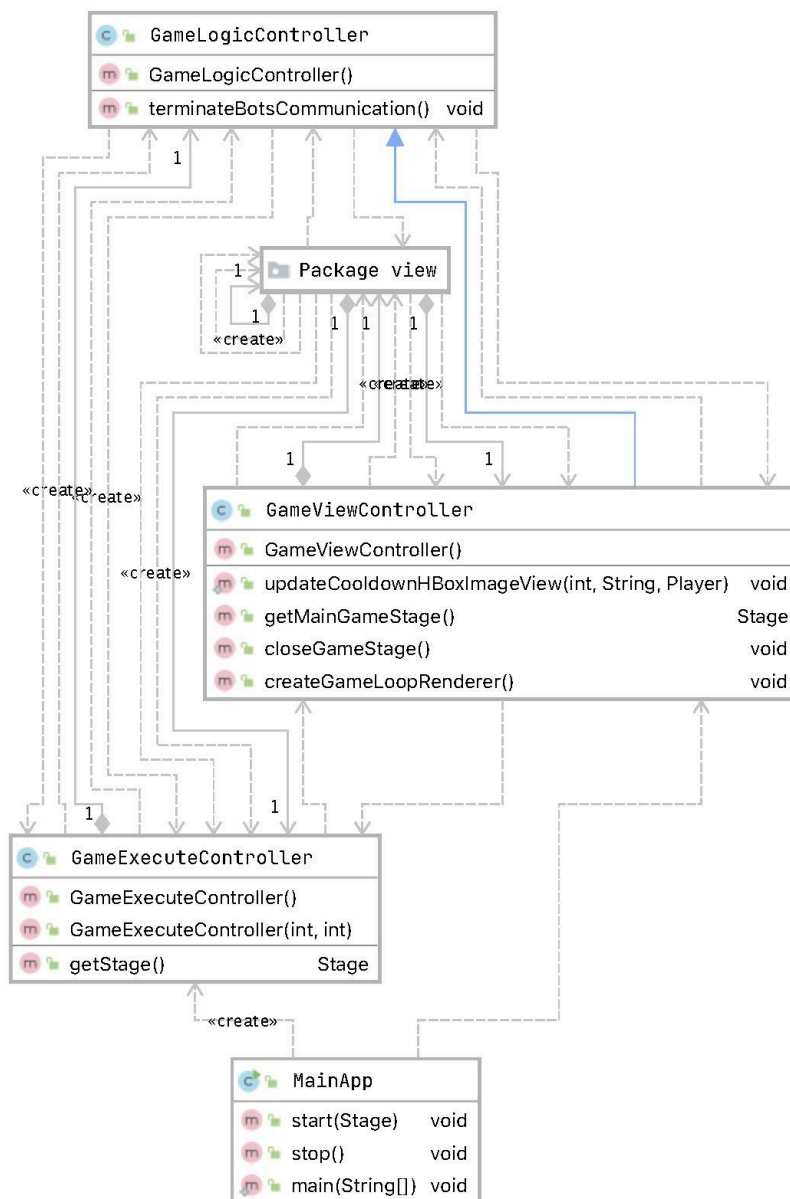 GameLogicController
GameLogicController()
terminateBotsCommunication() void
1
1
Package view
1
1
1
1
«create»
«create»
1
1
«create»
«create»
«create»
GameViewController
GameViewController()
updateCooldownHBoxImageView(int, String, Player) void
getMainGameStage() Stage
closeGameStage() void
createGameLoopRenderer() void
1
1
GameExecuteController
GameExecuteController()
GameExecuteController(int, int)
getStage() Stage
«create»
MainApp
start(Stage) void
stop() void
main(String[]) void